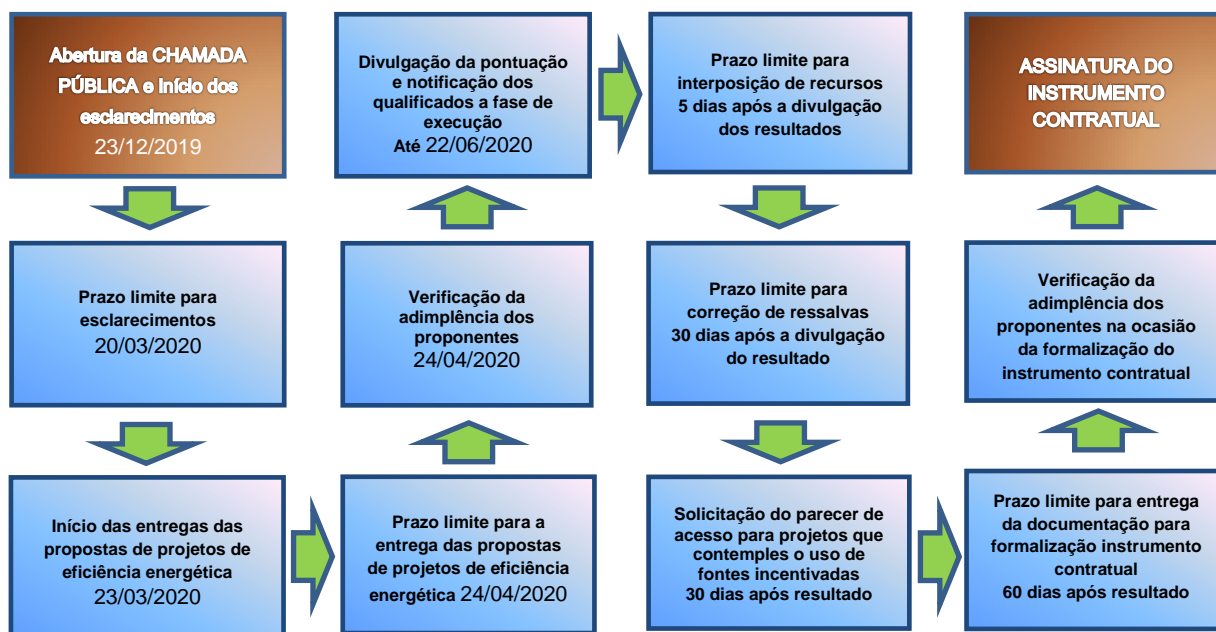 Abertura da CHAMADA
PÚBLICA e Início dos
esclarecimentos
23/12/2019
Prazo limite para
esclarecimentos
20/03/2020
Início das entregas das
propostas de projetos de
eficiência energética
23/03/2020
Prazo limite para a
entrega das propostas
de projetos de eficiência
energética 24/04/2020
Verificação da
adimplência dos
proponentes
24/04/2020
Divulgação da pontuação
e notificação dos
qualificados a fase de
execução
Até 22/06/2020
Prazo limite para
interposição de recursos
5 dias após a divulgação
dos resultados
Prazo limite para
correção de ressalvas
30 dias após a divulgação
do resultado
Solicitação do parecer de
acesso para projetos que
contemples o uso de
fontes incentivadas
30 dias após resultado
Prazo limite para entrega
da documentação para
formalização instrumento
contratual
60 dias após resultado
Verificação da
adimplência dos
proponentes na ocasião
da formalização do
instrumento contratual
ASSINATURA DO
INSTRUMENTO
CONTRATUAL